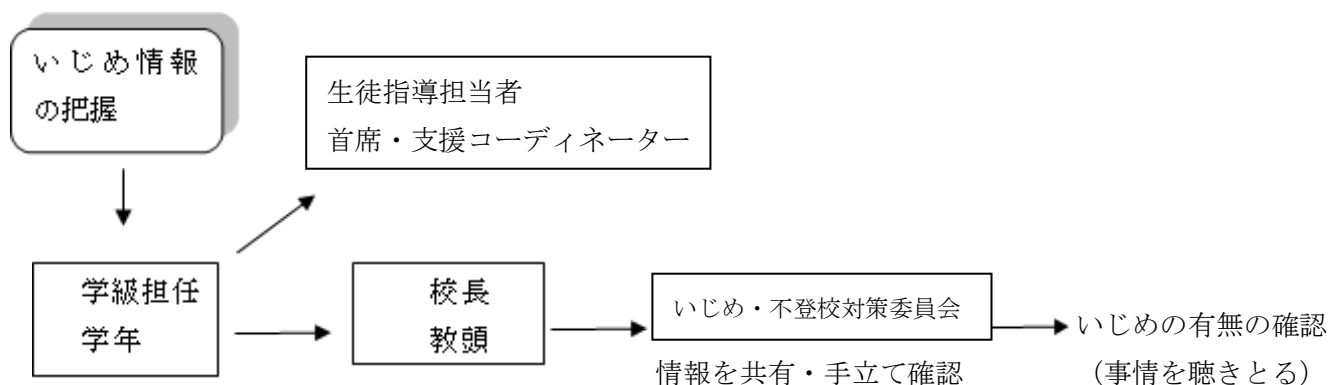 いじめ情報
の把握
生徒指導担当者
首席・支援コーディネーター
学級担任
学年
校長
教頭
いじめ・不登校対策委員会
情報を共有・手立て確認
いじめの有無の確認
（事情を聴きとる）